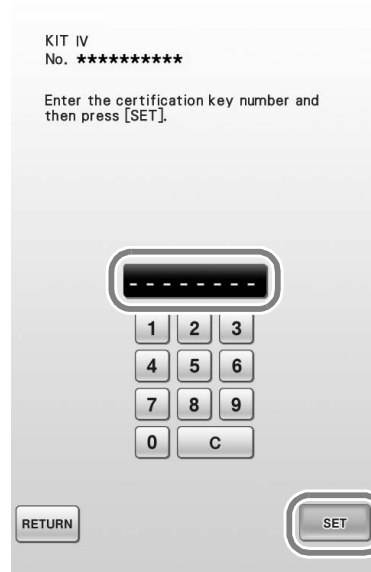 KIT IV
No. **********
Enter the certification key number and
then press [SET].
- - - - - - - -
1 2 3
4 5 6
7 8 9
0 C
RETURN SET